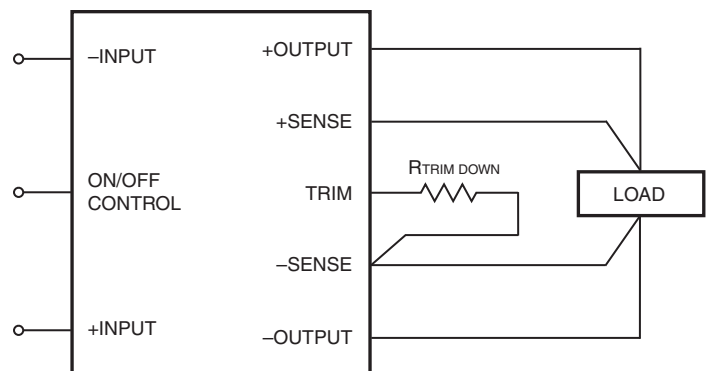 –INPUT
+OUTPUT
+SENSE
RTRIM DOWN
ON/OFF
CONTROL
TRIM
LOAD
–SENSE
+INPUT
–OUTPUT